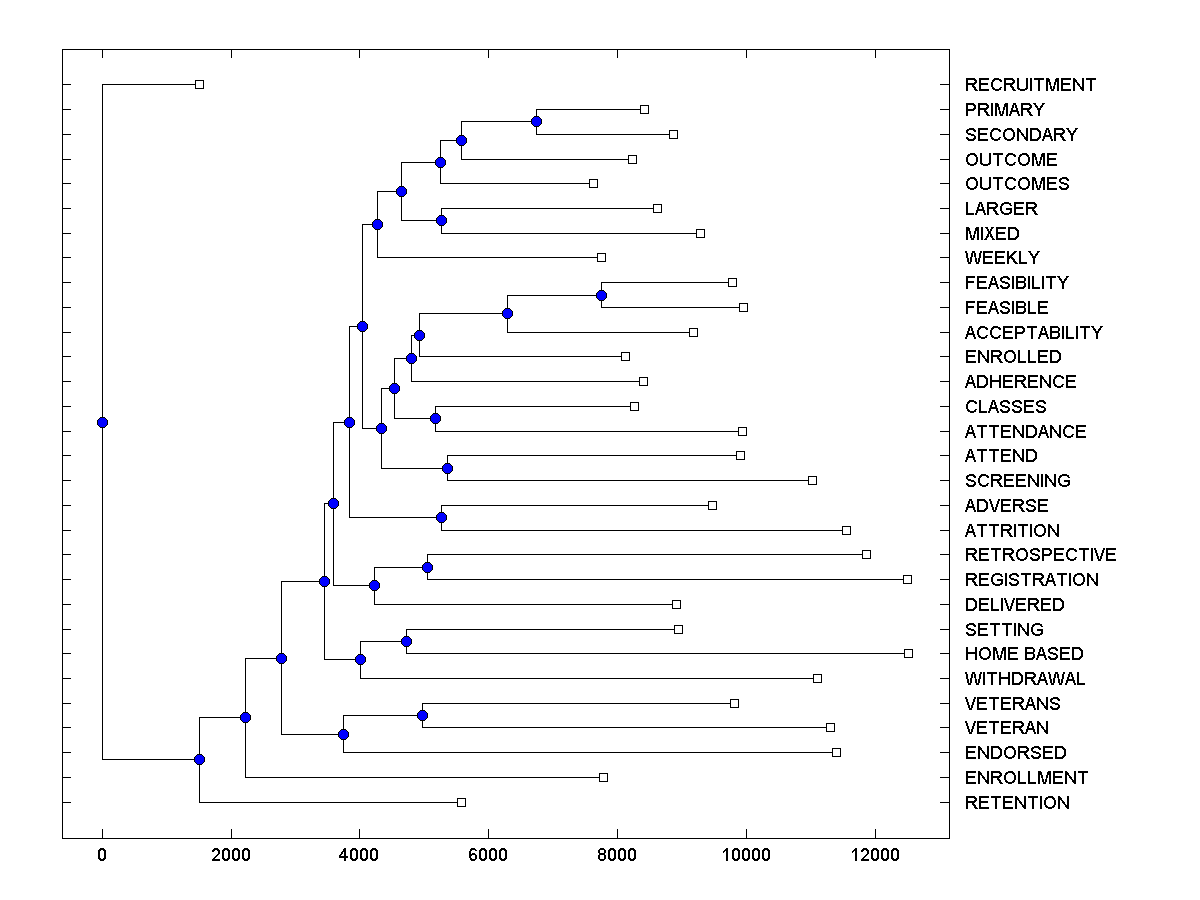 RECRUITMENT
PRIMARY
SECONDARY
OUTCOME
OUTCOMES
LARGER
MIXED
WEEKLY
FEASIBILITY
FEASIBLE
ACCEPTABILITY
ENROLLED
ADHERENCE
CLASSES
ATTENDANCE
ATTEND
SCREENING
ADVERSE
ATTRITION
RETROSPECTIVE
REGISTRATION
DELIVERED
SETTING
HOME BASED
WITHDRAWAL
VETERANS
VETERAN
ENDORSED
ENROLLMENT
RETENTION
0 2000 4000 6000 8000 10000 12000